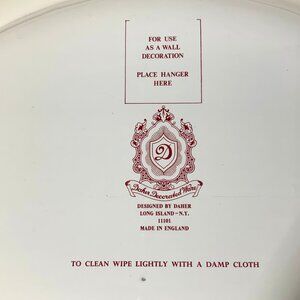 FOR USE
AS A WALL
DECORATION
PLACE HANGER
HERE
D
Daher Decorated Ware
DESIGNED BY DAHER
LONG ISLAND-N.Y.
11101
MADE IN ENGLAND
TO CLEAN WIPE LIGHTLY WITH A DAMP CLOTH